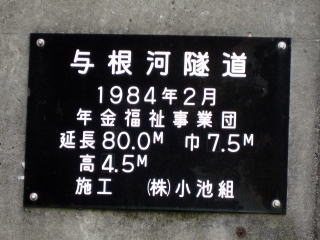 与根河隧道
1984年2月
年金福祉事業団
延長80.0M 巾7.5M
高4.5M
施工 (株)小池組